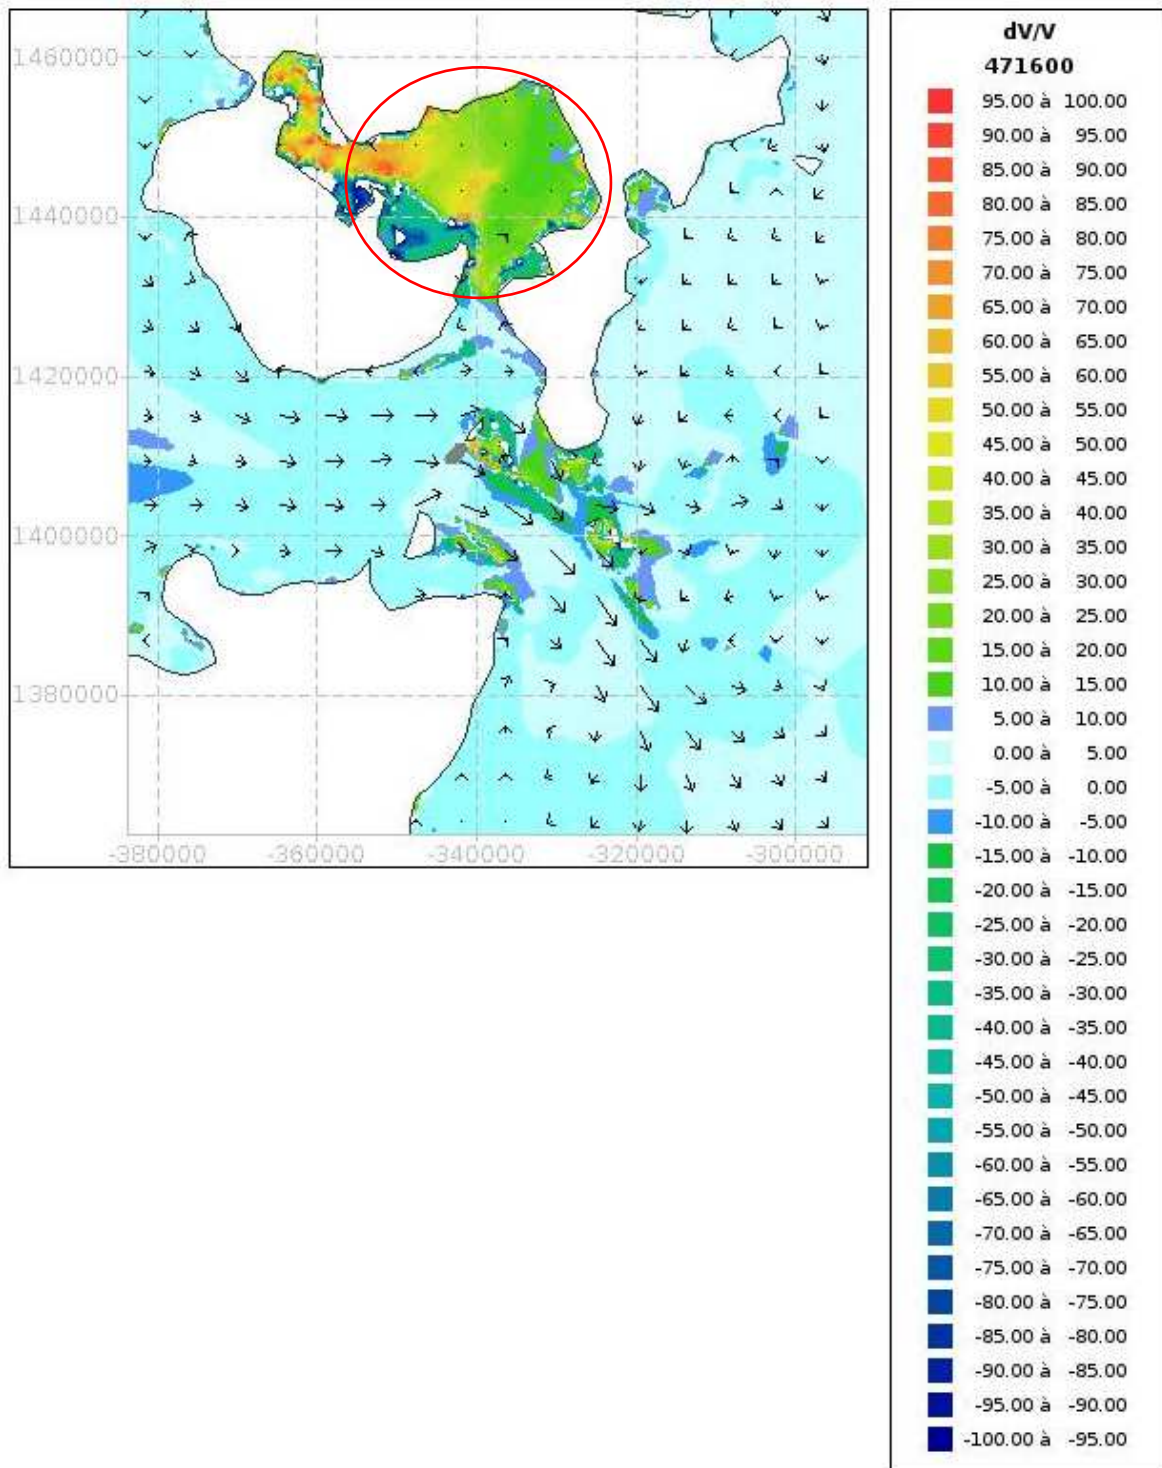 1460000
1440000
1420000
1400000
1380000
-380000 -360000 -340000 -320000 -300000
dV/V
471600
95.00 à 100.00
90.00 à 95.00
85.00 à 90.00
80.00 à 85.00
75.00 à 80.00
70.00 à 75.00
65.00 à 70.00
60.00 à 65.00
55.00 à 60.00
50.00 à 55.00
45.00 à 50.00
40.00 à 45.00
35.00 à 40.00
30.00 à 35.00
25.00 à 30.00
20.00 à 25.00
15.00 à 20.00
10.00 à 15.00
5.00 à 10.00
0.00 à 5.00
-5.00 à 0.00
-10.00 à -5.00
-15.00 à -10.00
-20.00 à -15.00
-25.00 à -20.00
-30.00 à -25.00
-35.00 à -30.00
-40.00 à -35.00
-45.00 à -40.00
-50.00 à -45.00
-55.00 à -50.00
-60.00 à -55.00
-65.00 à -60.00
-70.00 à -65.00
-75.00 à -70.00
-80.00 à -75.00
-85.00 à -80.00
-90.00 à -85.00
-95.00 à -90.00
-100.00 à -95.00